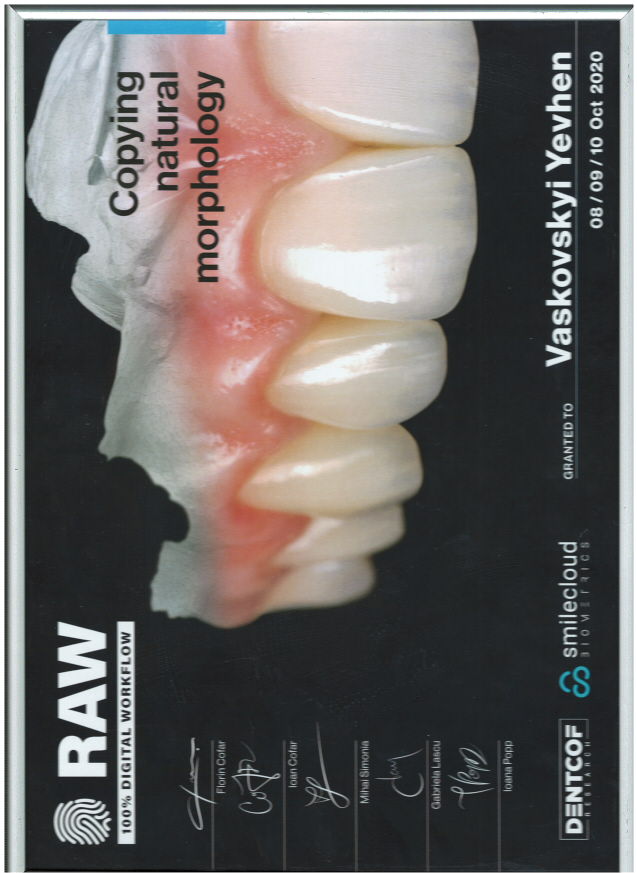 RAW
100% DIGITAL WORKFLOW
Copying
natural
morphology
Florin Cofar
Ioan Cofar
Mihai Simonia
Gabriela Lascu
Ioana Popp
DENTCOF
RESEARCH
smilecloud
BIOMETRICS
GRANTED TO
Vaskovskyi Yevhen
08 / 09 / 10 Oct 2020